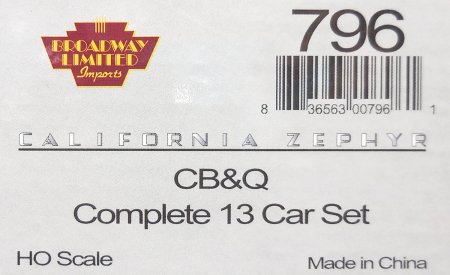 BROADWAY
LIMITED
Imports
796
8 36563 00796 1
CALIFORNIA ZEPHYR
CB&Q
Complete 13 Car Set
HO Scale
Made in China